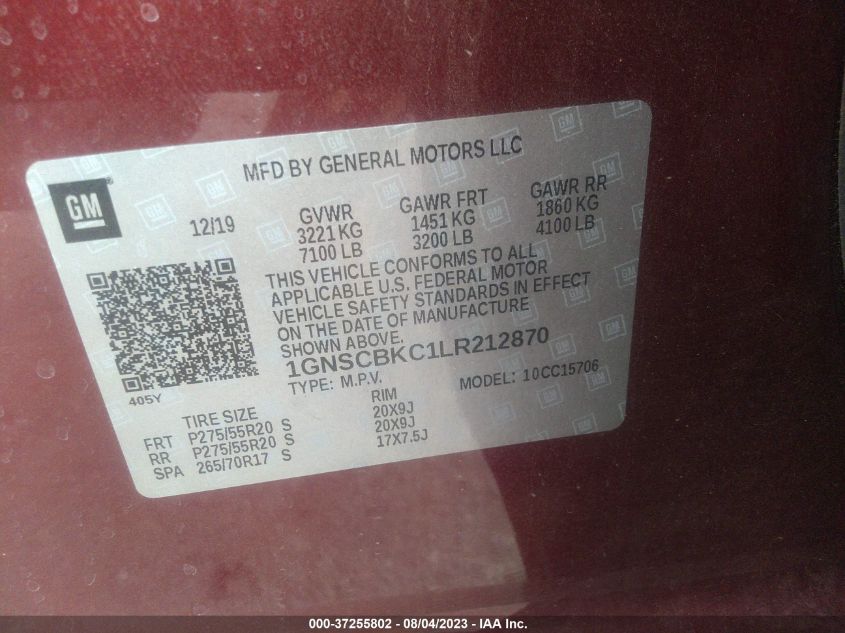 MFD BY GENERAL MOTORS LLC
GM
12/19
GVWR GAWR FRT GAWR RR
3221 KG 1451 KG 1860 KG
7100 LB 3200 LB 4100 LB
THIS VEHICLE CONFORMS TO ALL
APPLICABLE U.S. FEDERAL MOTOR
VEHICLE SAFETY STANDARDS IN EFFECT
ON THE DATE OF MANUFACTURE
SHOWN ABOVE.
1GNSCBKC1LR212870
TYPE: M.P.V. MODEL: 10CC15706
405Y
TIRE SIZE RIM
FRT P275/55R20 S 20X9J
RR P275/55R20 S 20X9J
SPA 265/70R17 S 17X7.5J
000-37255802 - 08/04/2023 - IAA Inc.